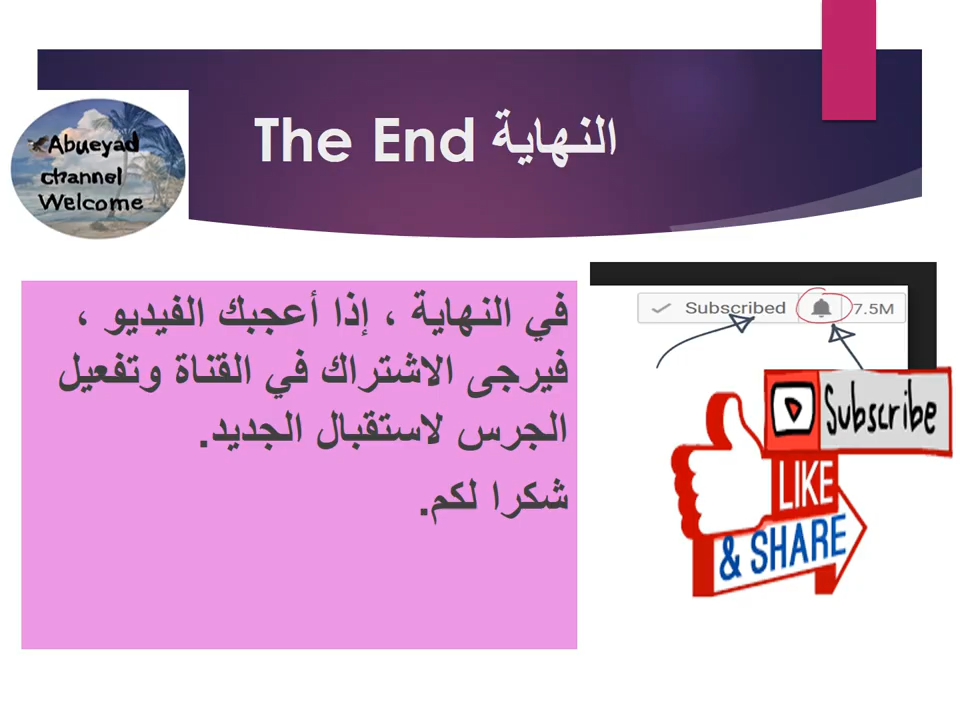 The End النهاية
Abueyad
channel
Welcome
في النهاية ، إذا أعجبك الفيديو ،
فيرجى الاشتراك في القناة وتفعيل
الجرس لاستقبال الجديد.
شكرا لكم.
Subscribed 7.5M
Subscribe
LIKE
& SHARE